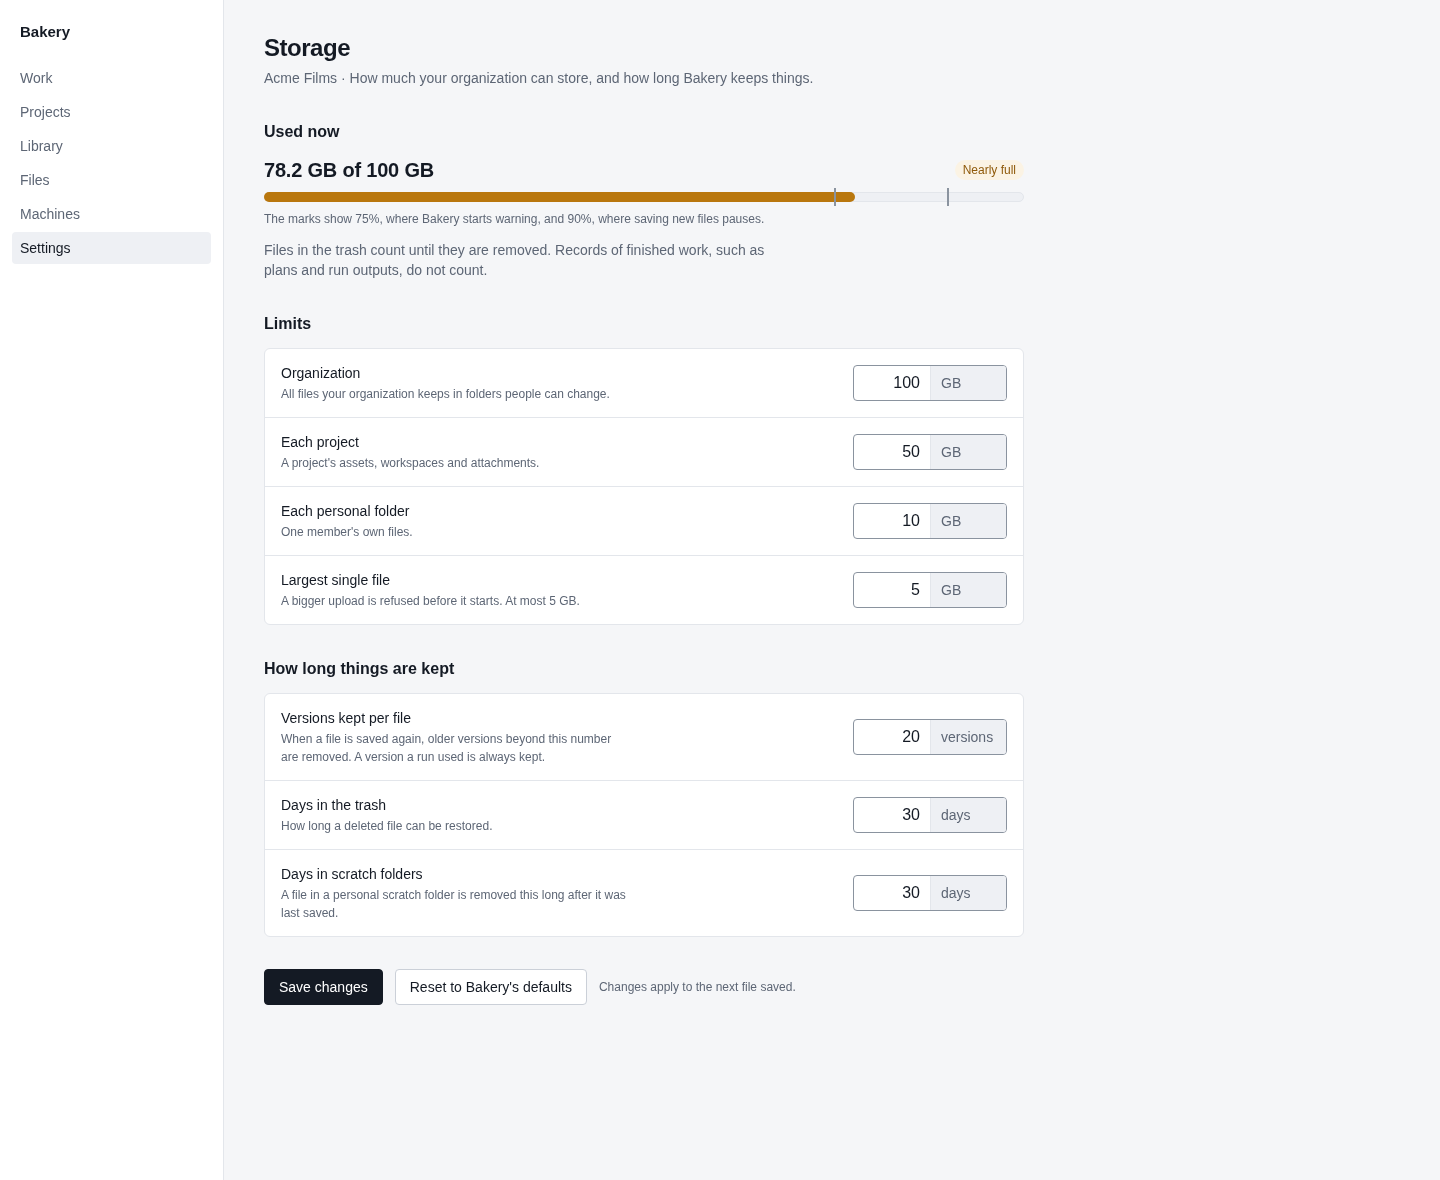 Bakery
Work
Projects
Library
Files
Machines
Settings
Storage
Acme Films · How much your organization can store, and how long Bakery keeps things.
Used now
78.2 GB of 100 GB
Nearly full
The marks show 75%, where Bakery starts warning, and 90%, where saving new files pauses.
Files in the trash count until they are removed. Records of finished work, such as
plans and run outputs, do not count.
Limits
Organization
All files your organization keeps in folders people can change.
100 GB
Each project
A project's assets, workspaces and attachments.
50 GB
Each personal folder
One member's own files.
10 GB
Largest single file
A bigger upload is refused before it starts. At most 5 GB.
5 GB
How long things are kept
Versions kept per file
When a file is saved again, older versions beyond this number
are removed. A version a run used is always kept.
20 versions
Days in the trash
How long a deleted file can be restored.
30 days
Days in scratch folders
A file in a personal scratch folder is removed this long after it was
last saved.
30 days
Save changes
Reset to Bakery's defaults
Changes apply to the next file saved.